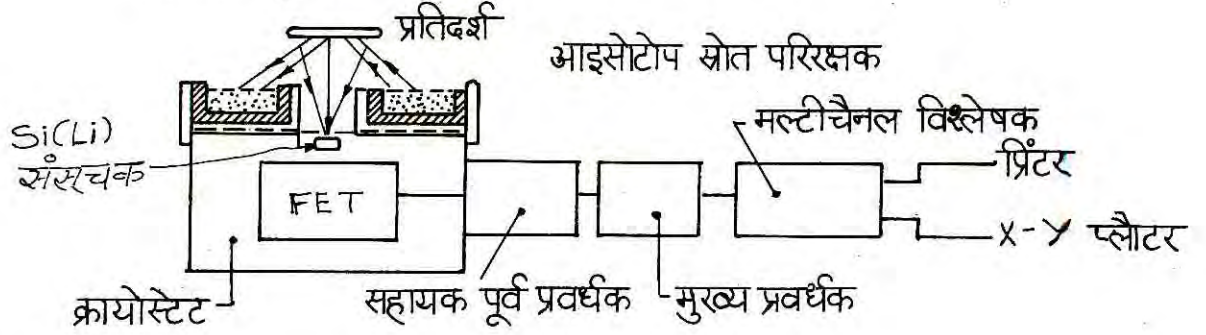 प्रतिदर्श
आइसोटोप स्रोत परिरक्षक
मल्टीचैनल विश्लेषक
Si(Li)
संसूचक
प्रिंटर
FET
X-Y प्लौटर
क्रायोस्टेट
सहायक पूर्व प्रवर्धक
मुख्य प्रवर्धक